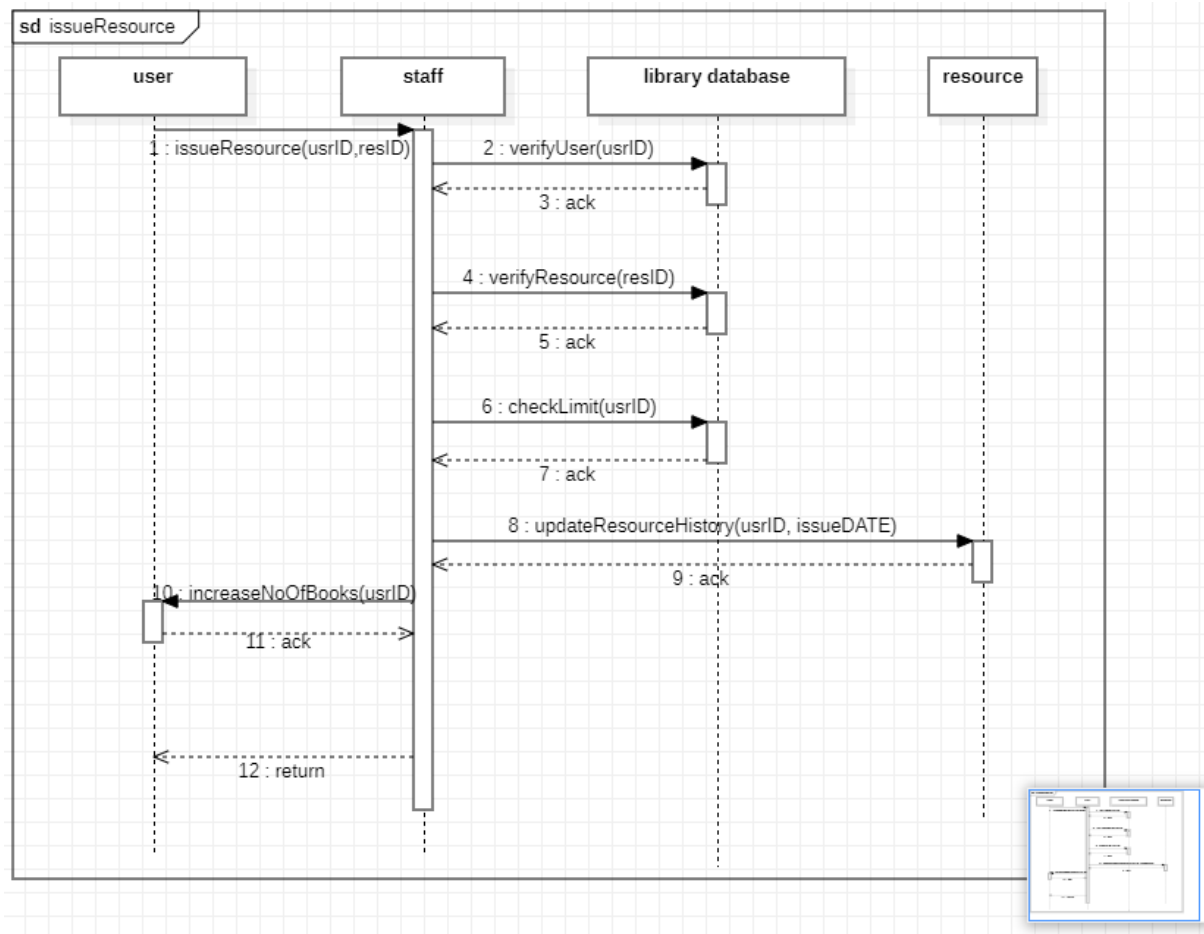 sd issueResource
user
staff
library database
resource
1 : issueResource(usrID,resID)
2 : verifyUser(usrID)
3 : ack
4 : verifyResource(resID)
5 : ack
6 : checkLimit(usrID)
7 : ack
8 : updateResourceHistory(usrID, issueDATE)
9 : ack
10 : increaseNoOfBooks(usrID)
11 : ack
12 : return